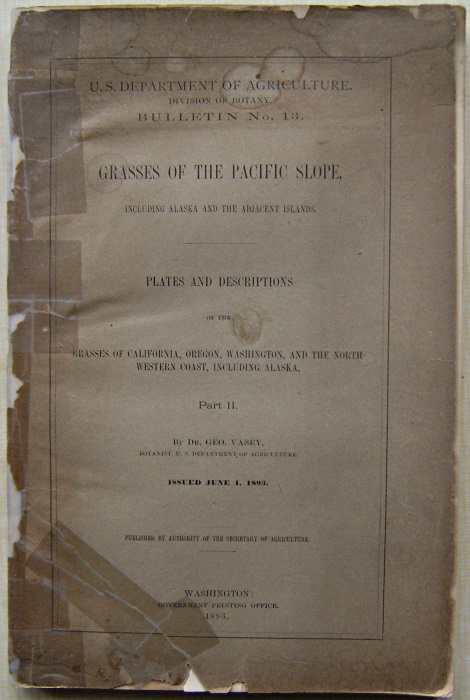 U.S. DEPARTMENT OF AGRICULTURE.
DIVISION OF BOTANY.
BULLETIN No. 13.
GRASSES OF THE PACIFIC SLOPE,
INCLUDING ALASKA AND THE ADJACENT ISLANDS.
PLATES AND DESCRIPTIONS
OF THE
GRASSES OF CALIFORNIA, OREGON, WASHINGTON, AND THE NORTH-
WESTERN COAST, INCLUDING ALASKA.
Part II.
By Dr. GEO. VASEY,
BOTANIST, U. S. DEPARTMENT OF AGRICULTURE
ISSUED JUNE 1, 1893.
PUBLISHED BY AUTHORITY OF THE SECRETARY OF AGRICULTURE.
WASHINGTON:
GOVERNMENT PRINTING OFFICE.
1893.